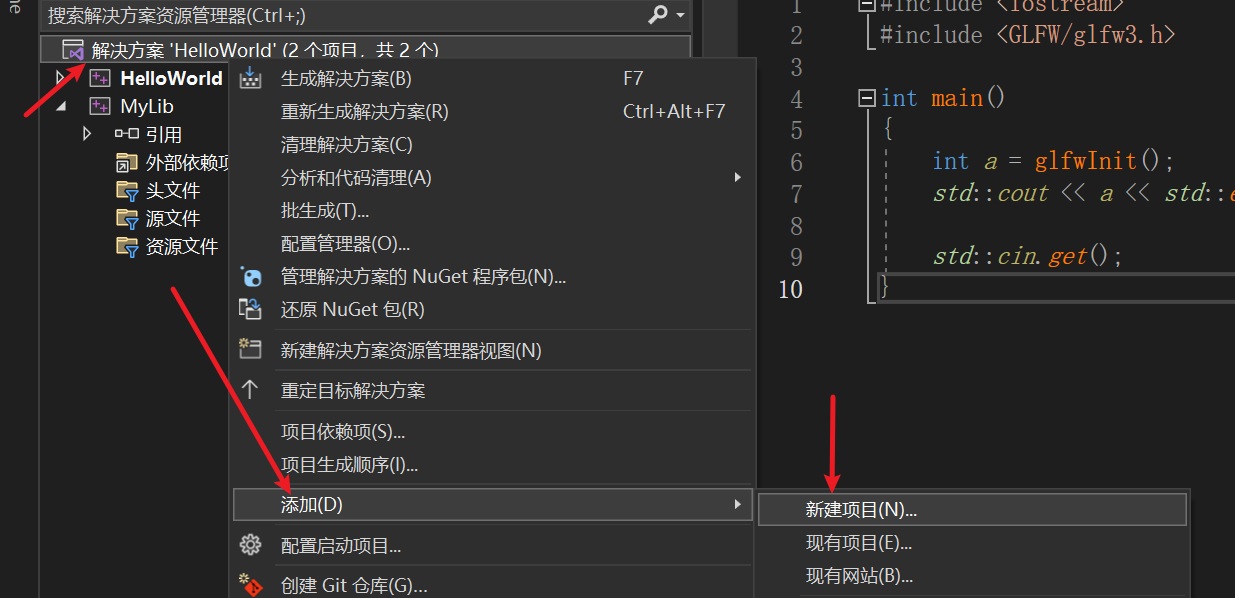 搜索解决方案资源管理器(Ctrl+;)
解决方案 'HelloWorld' (2 个项目，共 2 个)
HelloWorld
MyLib
引用
外部依赖项
头文件
源文件
资源文件
生成解决方案(B) F7
重新生成解决方案(R) Ctrl+Alt+F7
清理解决方案(C)
分析和代码清理(A)
批生成(T)...
配置管理器(O)...
管理解决方案的 NuGet 程序包(N)...
还原 NuGet 包(R)
新建解决方案资源管理器视图(N)
重定目标解决方案
项目依赖项(S)...
项目生成顺序(I)...
添加(D)
配置启动项目...
创建 Git 仓库(G)...
新建项目(N)...
现有项目(E)...
现有网站(B)...
1 #include <iostream>
2 #include <GLFW/glfw3.h>
3
4 int main()
5 {
6 int a = glfwInit();
7 std::cout << a << std::
8
9 std::cin.get();
10 }